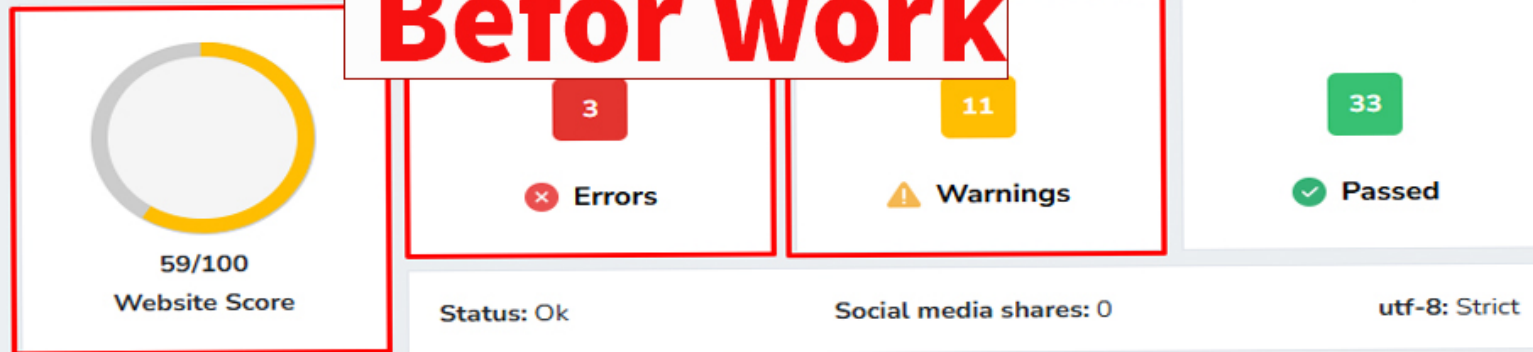 Befor work
3
Errors
11
Warnings
33
Passed
59/100
Website Score
Status: Ok
Social media shares: 0
utf-8: Strict